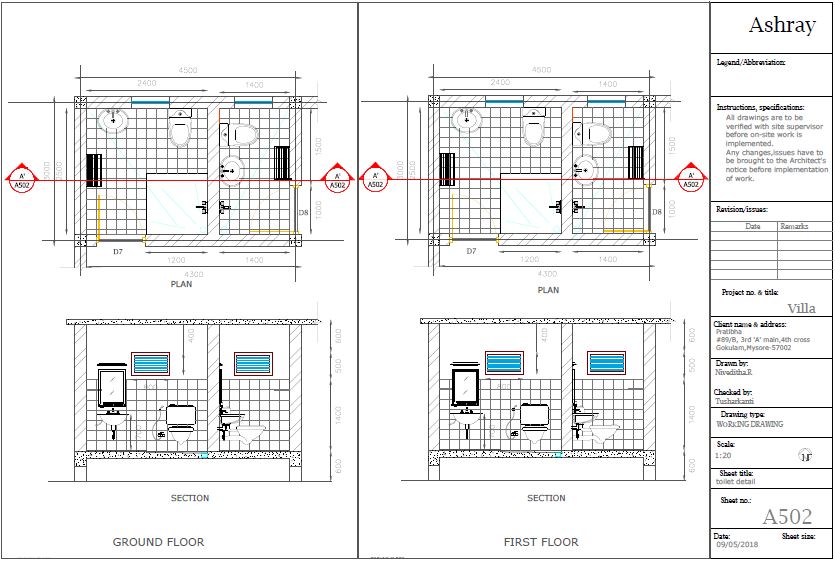 4500
2400
1400
3000
2500
1500
1000
A'
A502
A'
A502
D8
D7
1200
1400
4300
PLAN
600
400
500
1400
600
SECTION
GROUND FLOOR
4500
2400
1400
3000
2500
1500
1000
A'
A502
A'
A502
D8
D7
1200
1400
4300
PLAN
600
400
500
1400
600
SECTION
FIRST FLOOR
Ashray
Legend/Abbreviation:
Instructions, specifications:
All drawings are to be
verified with site supervisor
before on-site work is
implemented.
Any changes,issues have to
be brought to the Architect's
notice before implementation
of work.
Revision/issues:
Date Remarks
Project no. & title:
Villa
Client name & address:
Pratibha
#89/B, 3rd 'A' main,4th cross
Gokulam,Mysore-57002
Drawn by:
Niveditha.R
Checked by:
Tusharkanti
Drawing type:
WoRKING DRAWING
Scale:
1:20
Sheet title:
toilet detail
Sheet no.:
A502
Date: Sheet size:
09/05/2018